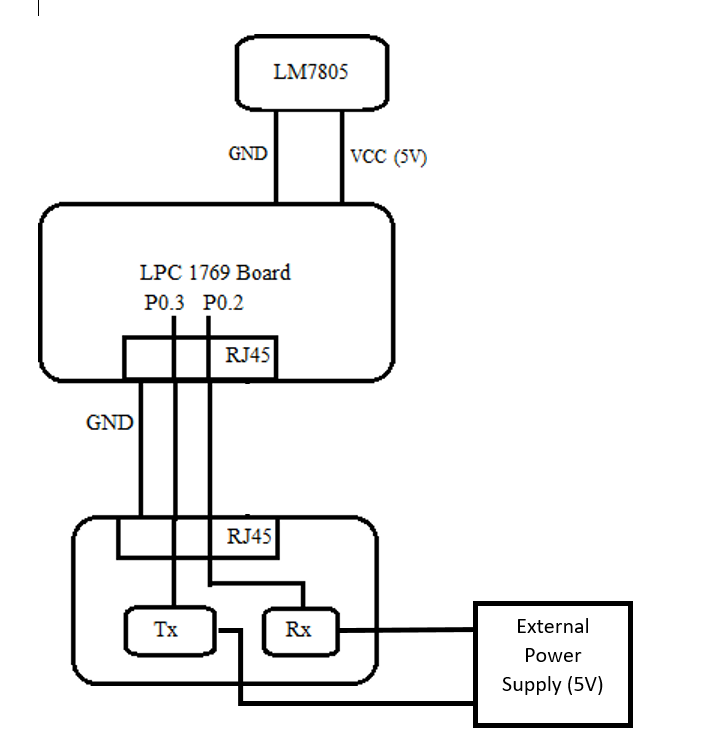 LM7805
GND
VCC (5V)
LPC 1769 Board
P0.3 P0.2
RJ45
GND
RJ45
Tx
Rx
External
Power
Supply (5V)